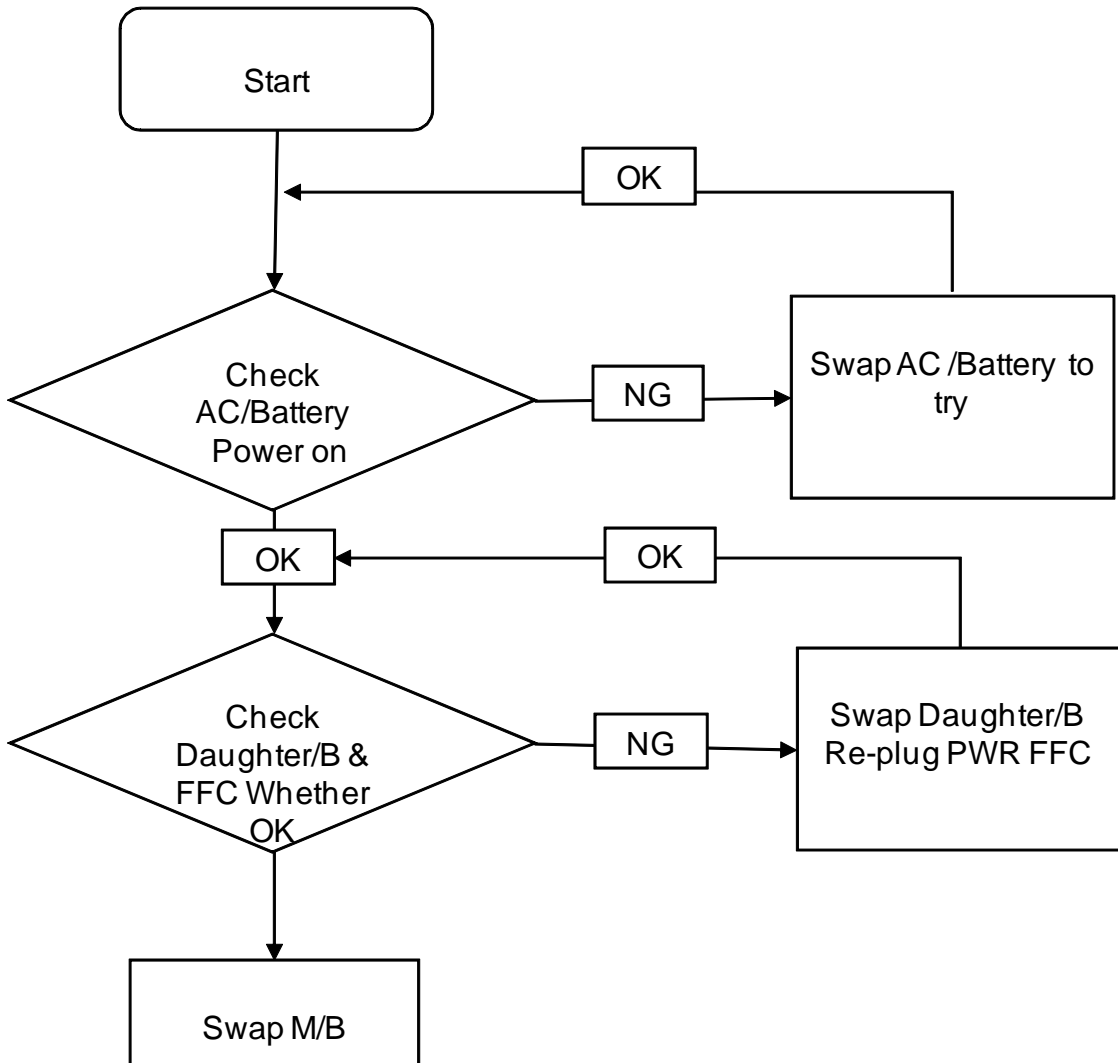 Start
OK
Check
AC/Battery
Power on
NG
Swap AC /Battery to
try
OK
OK
Check
Daughter/B &
FFC Whether
OK
NG
Swap Daughter/B
Re-plug PWR FFC
Swap M/B